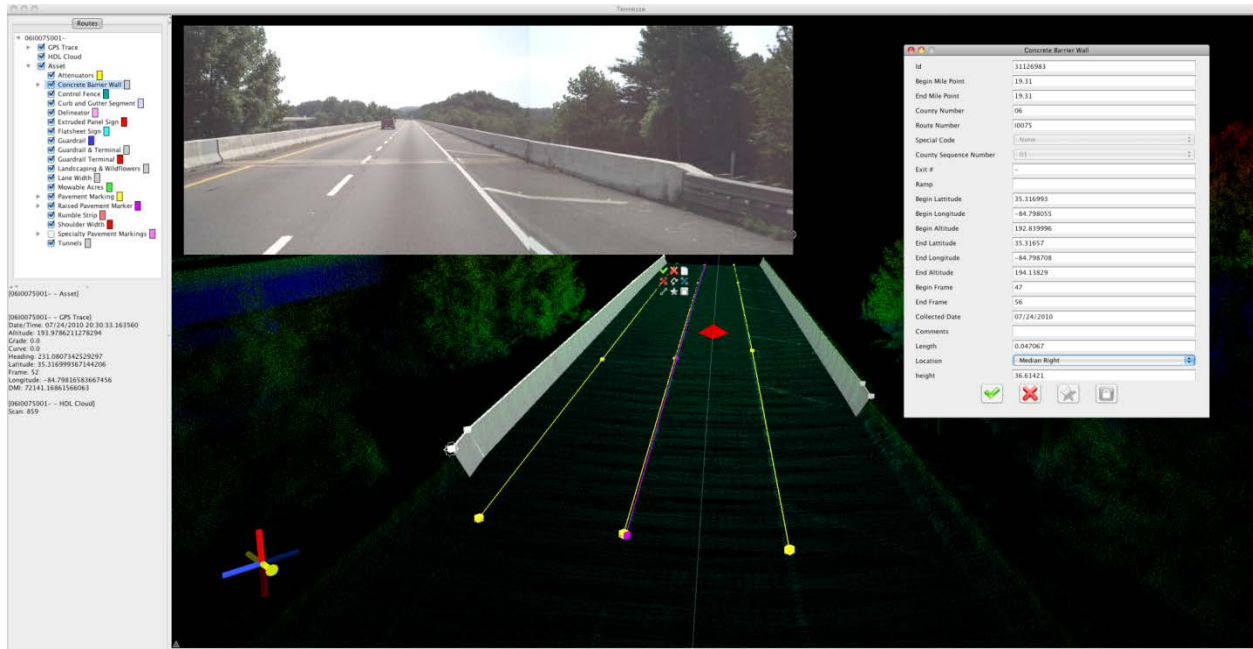 Tennessee
Routes
06I0075001-
GPS Trace
HDL Cloud
Asset
Attenuators
Concrete Barrier Wall
Control Fence
Curb and Gutter Segment
Delineator
Extruded Panel Sign
Flatsheet Sign
Guardrail
Guardrail & Terminal
Guardrail Terminal
Landscaping & Wildflowers
Lane Width
Mowable Acres
Pavement Marking
Raised Pavement Marker
Rumble Strip
Shoulder Width
Specialty Pavement Markings
Tunnels
[06I0075001- - Asset]
[06I0075001- - GPS Trace]
Date/Time: 07/24/2010 20:30:33.163560
Altitude: 193.9786211278294
Grade: 0.0
Curve: 0.0
Heading: 231.0807342529297
Latitude: 35.316999367144206
Frame: 52
Longitude: -84.79816583667456
DMI: 72141.16861566063
[06I0075001- - HDL Cloud]
Scan: 859
Concrete Barrier Wall
Id 31126983
Begin Mile Point 19.31
End Mile Point 19.31
County Number 06
Route Number I0075
Special Code None
County Sequence Number 01
Exit # -
Ramp
Begin Lattitude 35.316993
Begin Longitude -84.798055
Begin Altitude 192.839996
End Lattitude 35.31657
End Longitude -84.798708
End Altitude 194.13829
Begin Frame 47
End Frame 56
Collected Date 07/24/2010
Comments
Length 0.047067
Location Median Right
height 36.61421